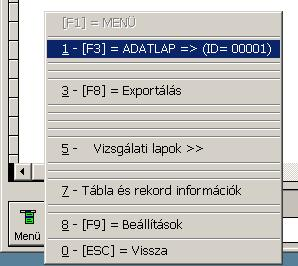 [F1] = MENÜ
1 - [F3] = ADATLAP => (ID= 00001)
3 - [F8] = Exportálás
5 - Vizsgálati lapok >>
7 - Tábla és rekord információk
8 - [F9] = Beállítások
0 - [ESC] = Vissza
Menü